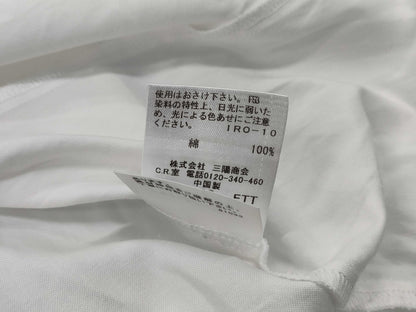 使用はおさけ下さい。
染料の特性上、日光に弱いた
め、光による色あせにご注意
ください。 IRO-10
綿 100%
株式会社 三陽商会
C.R.室 電話0120-340-460
中国製
ETT